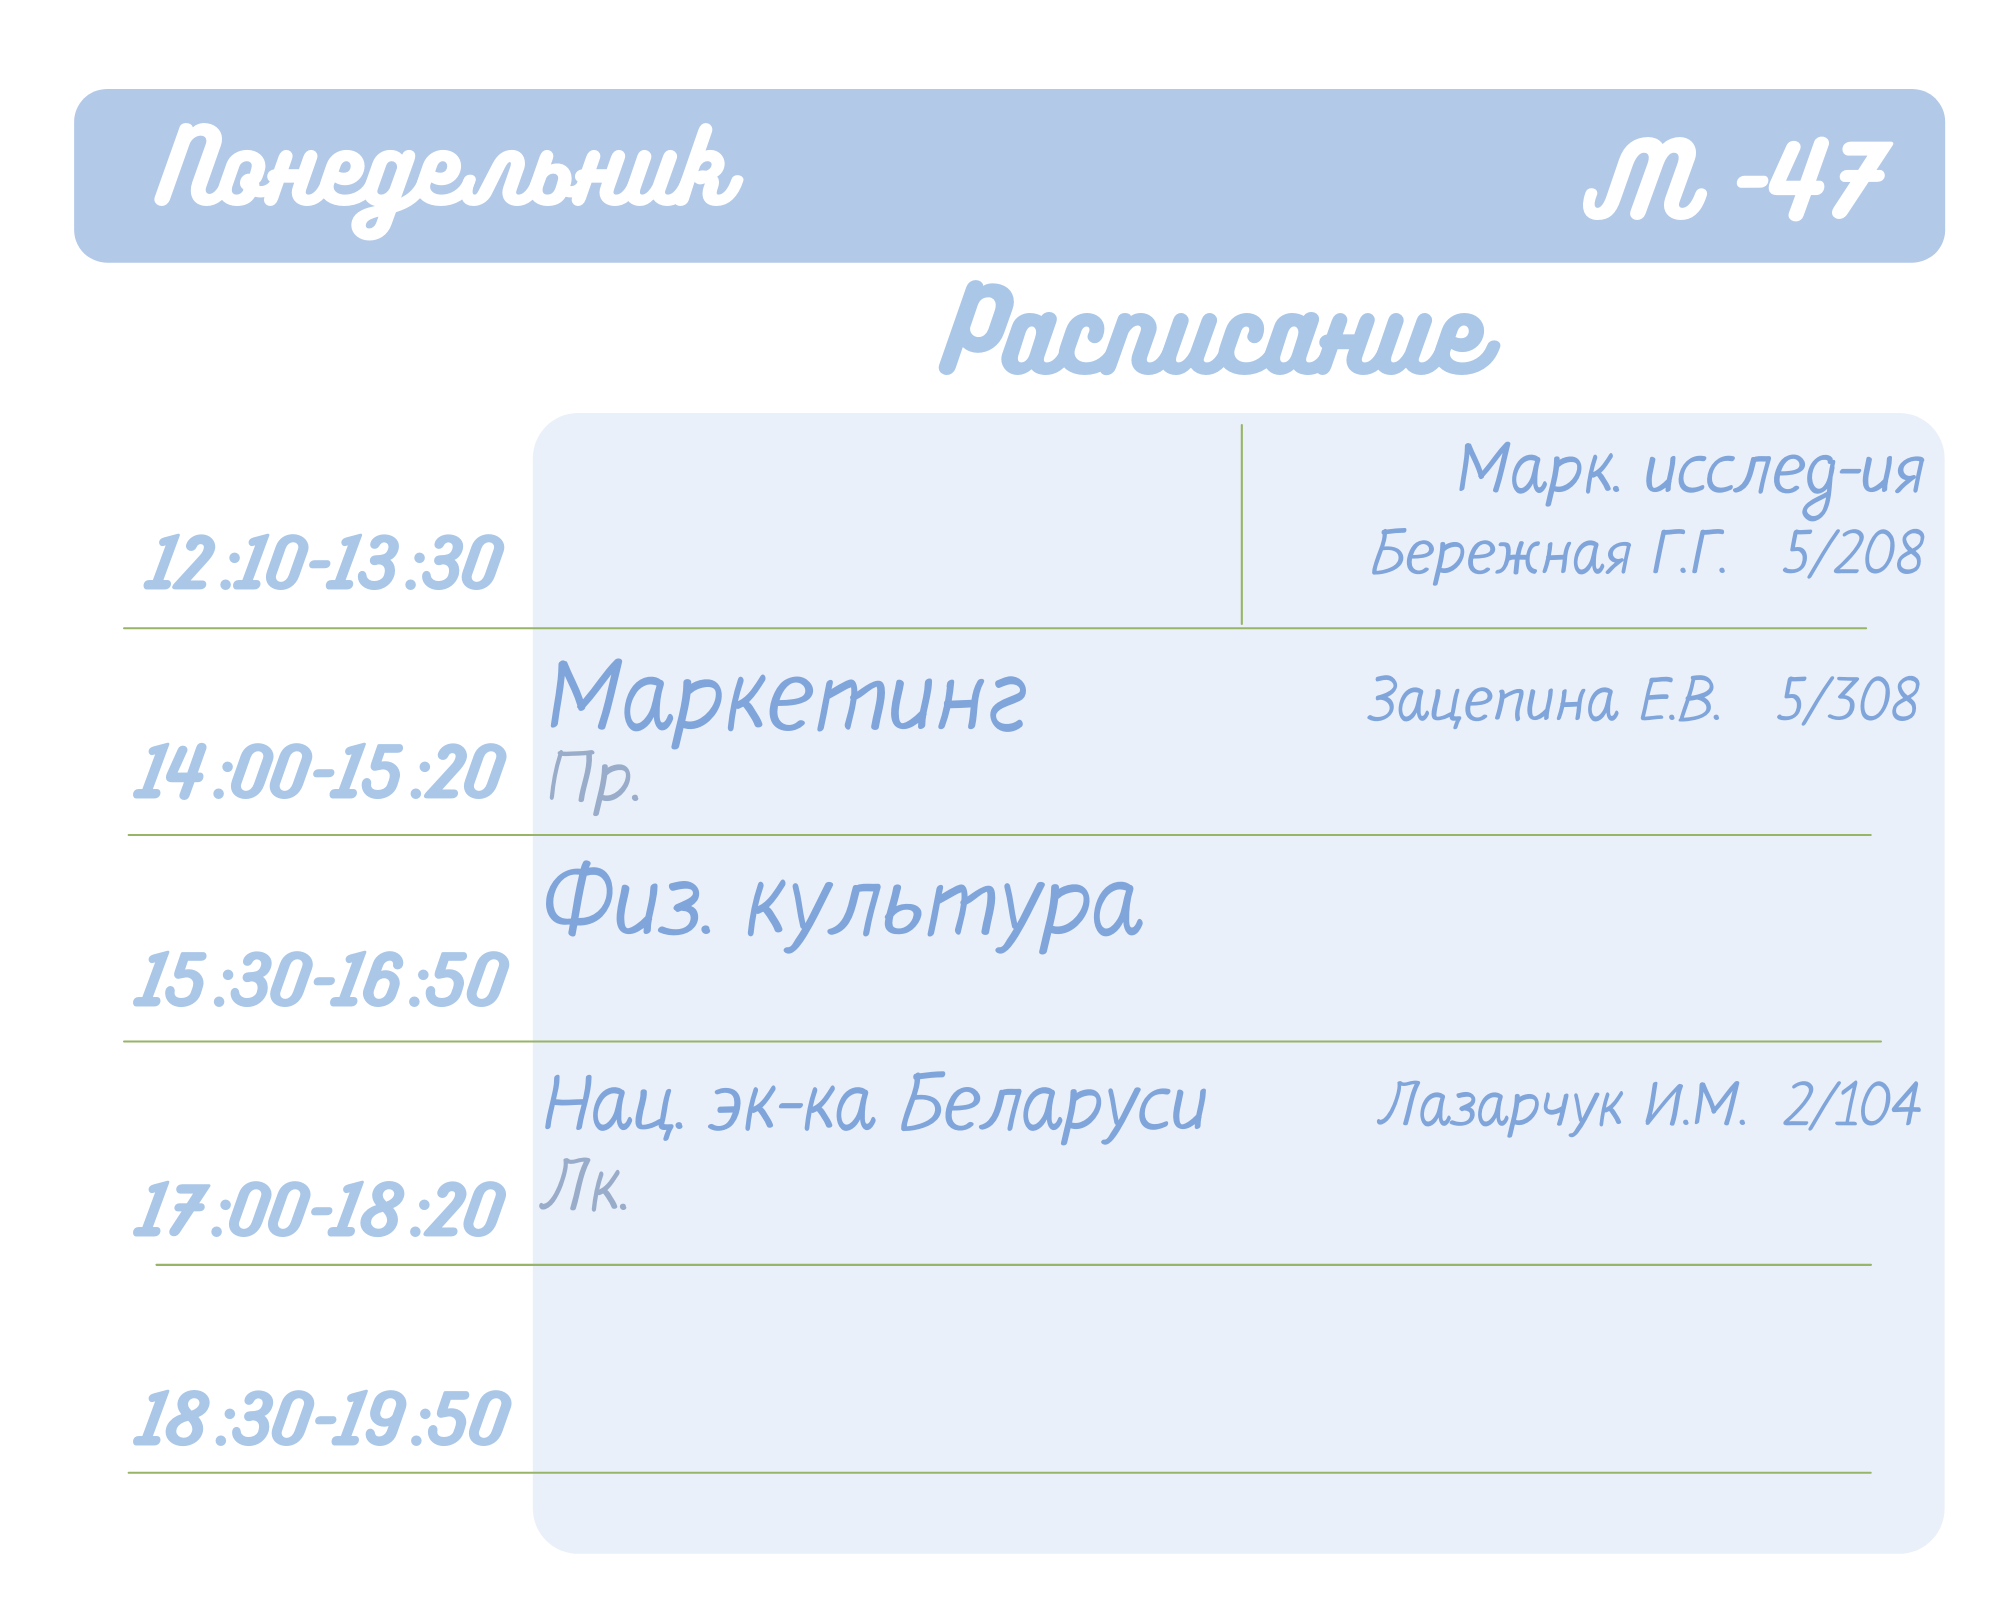 Понедельник М -47
Расписание
Марк. исслед-ия
12:10-13:30 Бережная Г.Г. 5/208
Маркетинг Зацепина Е.В. 5/308
14:00-15:20 Пр.
Физ. культура
15:30-16:50
Нац. эк-ка Беларуси Лазарчук И.М. 2/104
17:00-18:20 Лк.
18:30-19:50